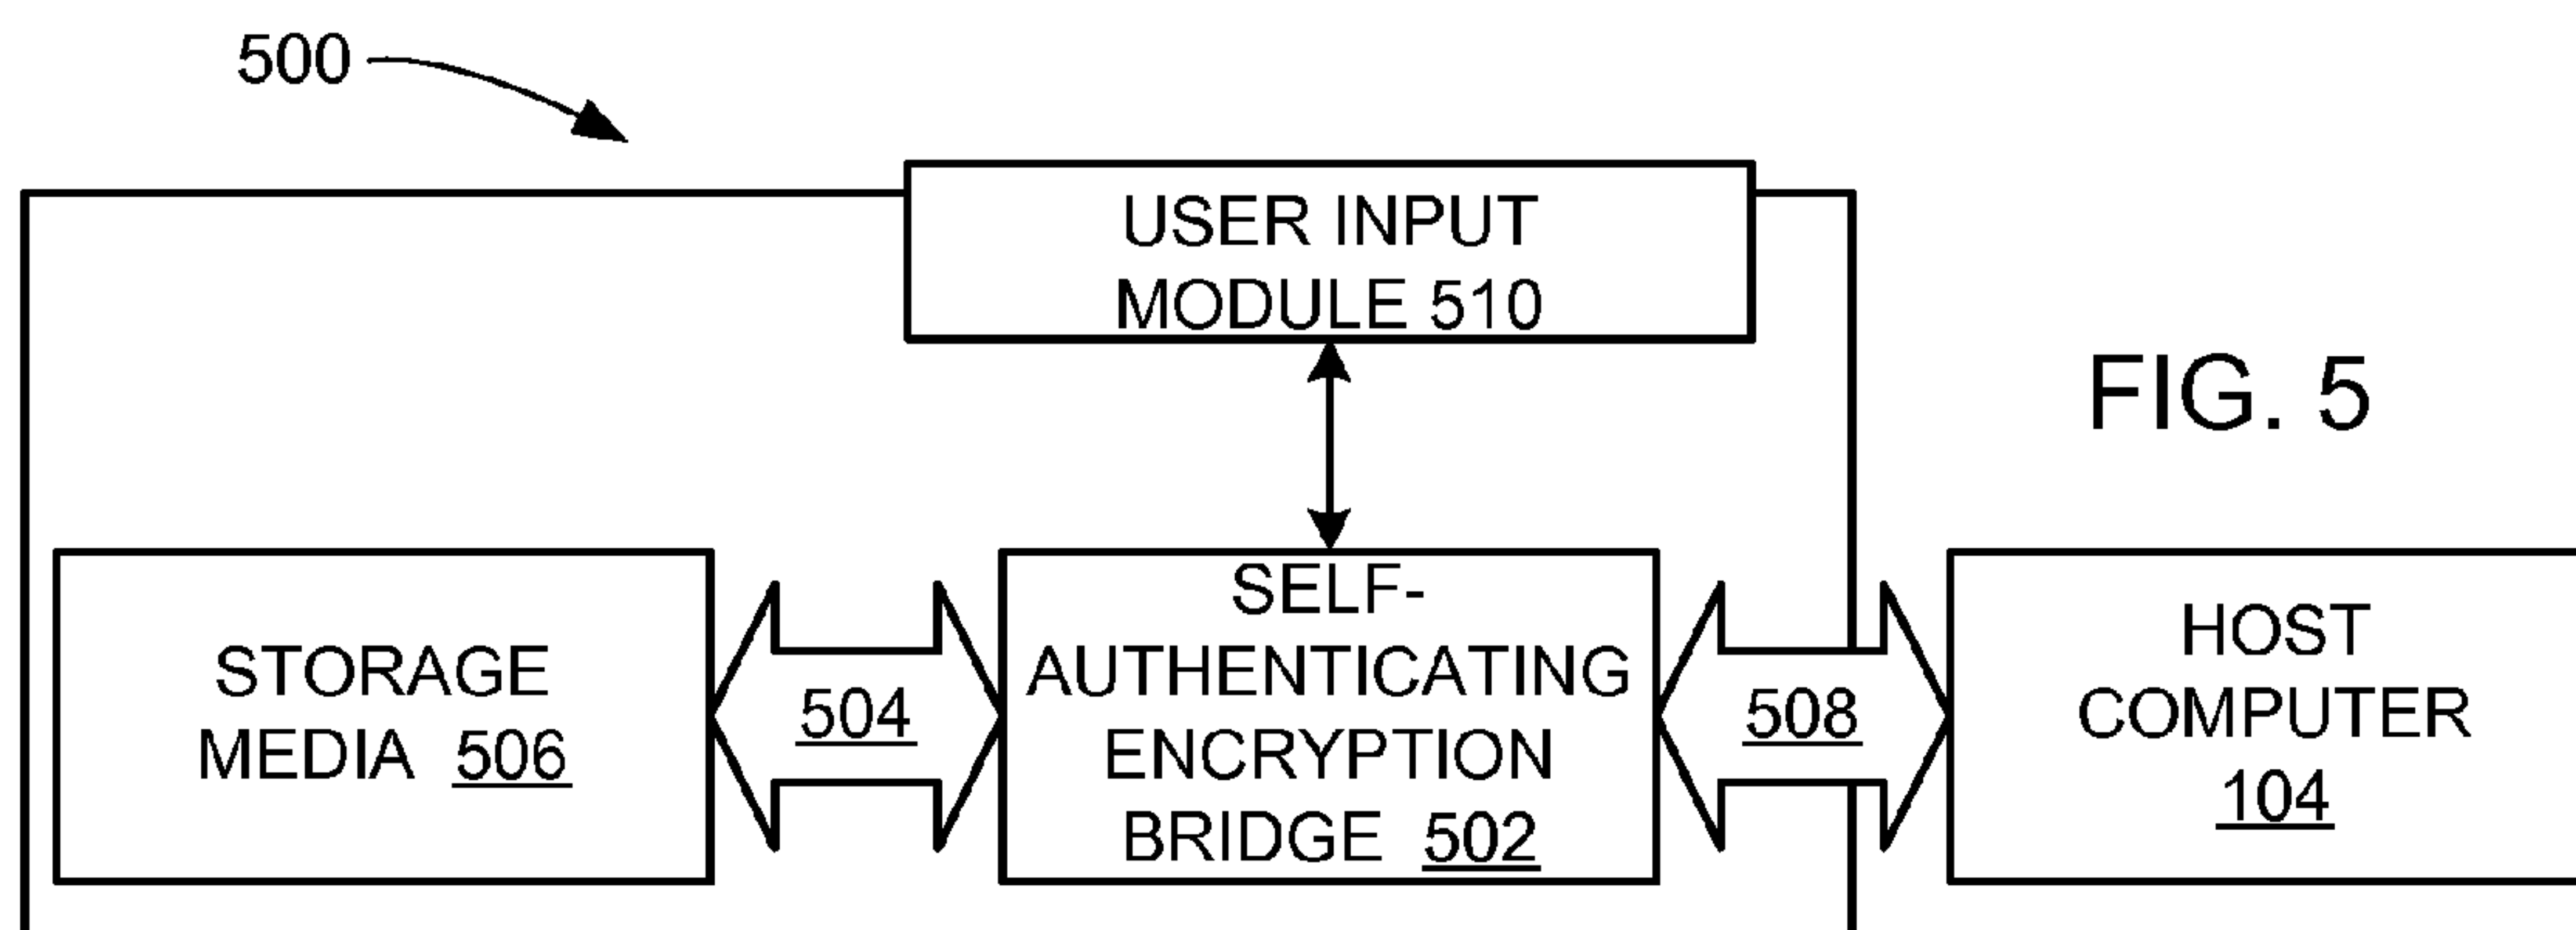 500
USER INPUT
MODULE 510
FIG. 5
STORAGE
MEDIA 506
504
SELF-
AUTHENTICATING
ENCRYPTION
BRIDGE 502
508
HOST
COMPUTER
104